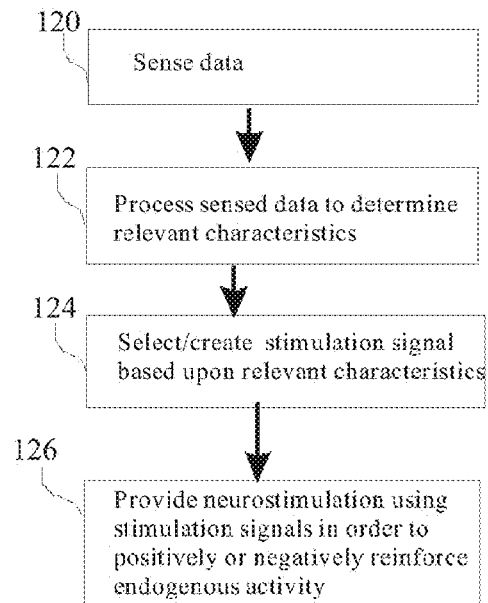 120
Sense data
122
Process sensed data to determine
relevant characteristics
124
Select/create stimulation signal
based upon relevant characteristics
126
Provide neurostimulation using
stimulation signals in order to
positively or negatively reinforce
endogenous activity